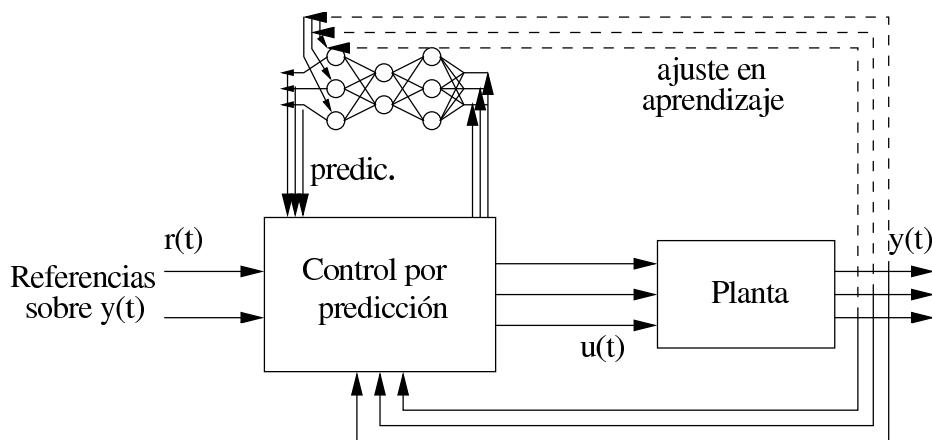 ajuste en
aprendizaje
predic.
r(t)
y(t)
Referencias
sobre y(t)
Control por
predicción
Planta
u(t)